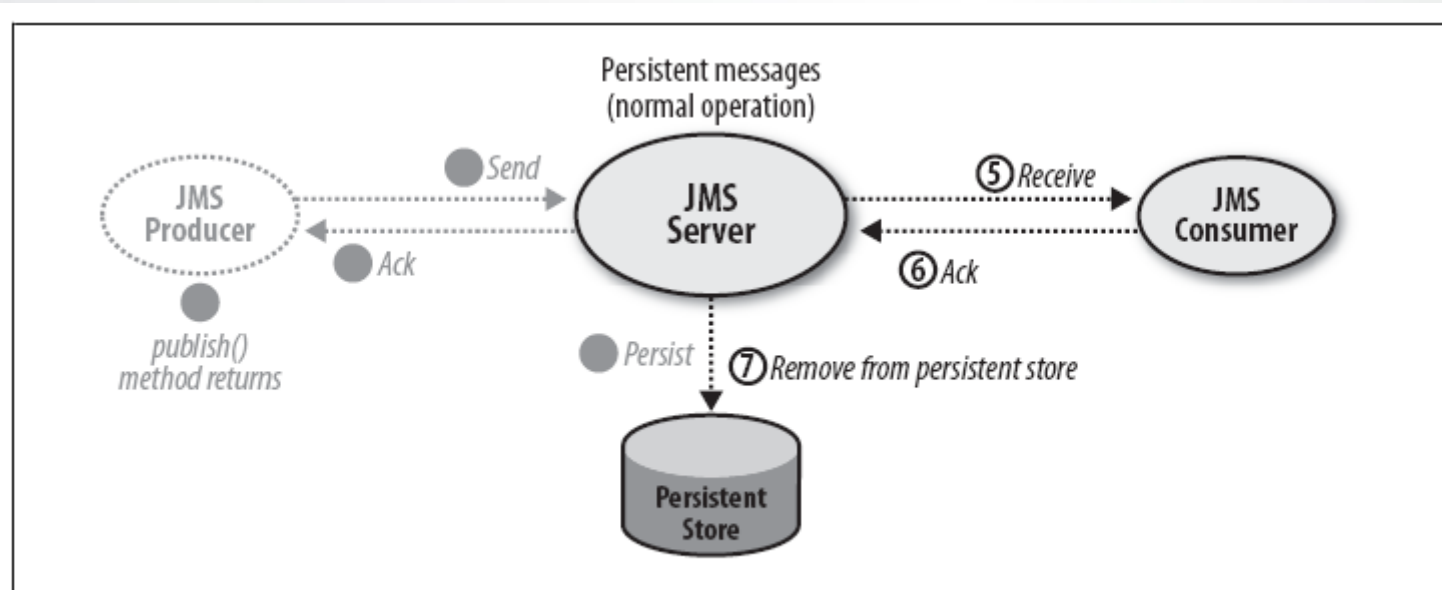 Persistent messages
(normal operation)
JMS
Producer
Send
Ack
publish()
method returns
JMS
Server
5 Receive
6 Ack
JMS
Consumer
Persist
7 Remove from persistent store
Persistent
Store